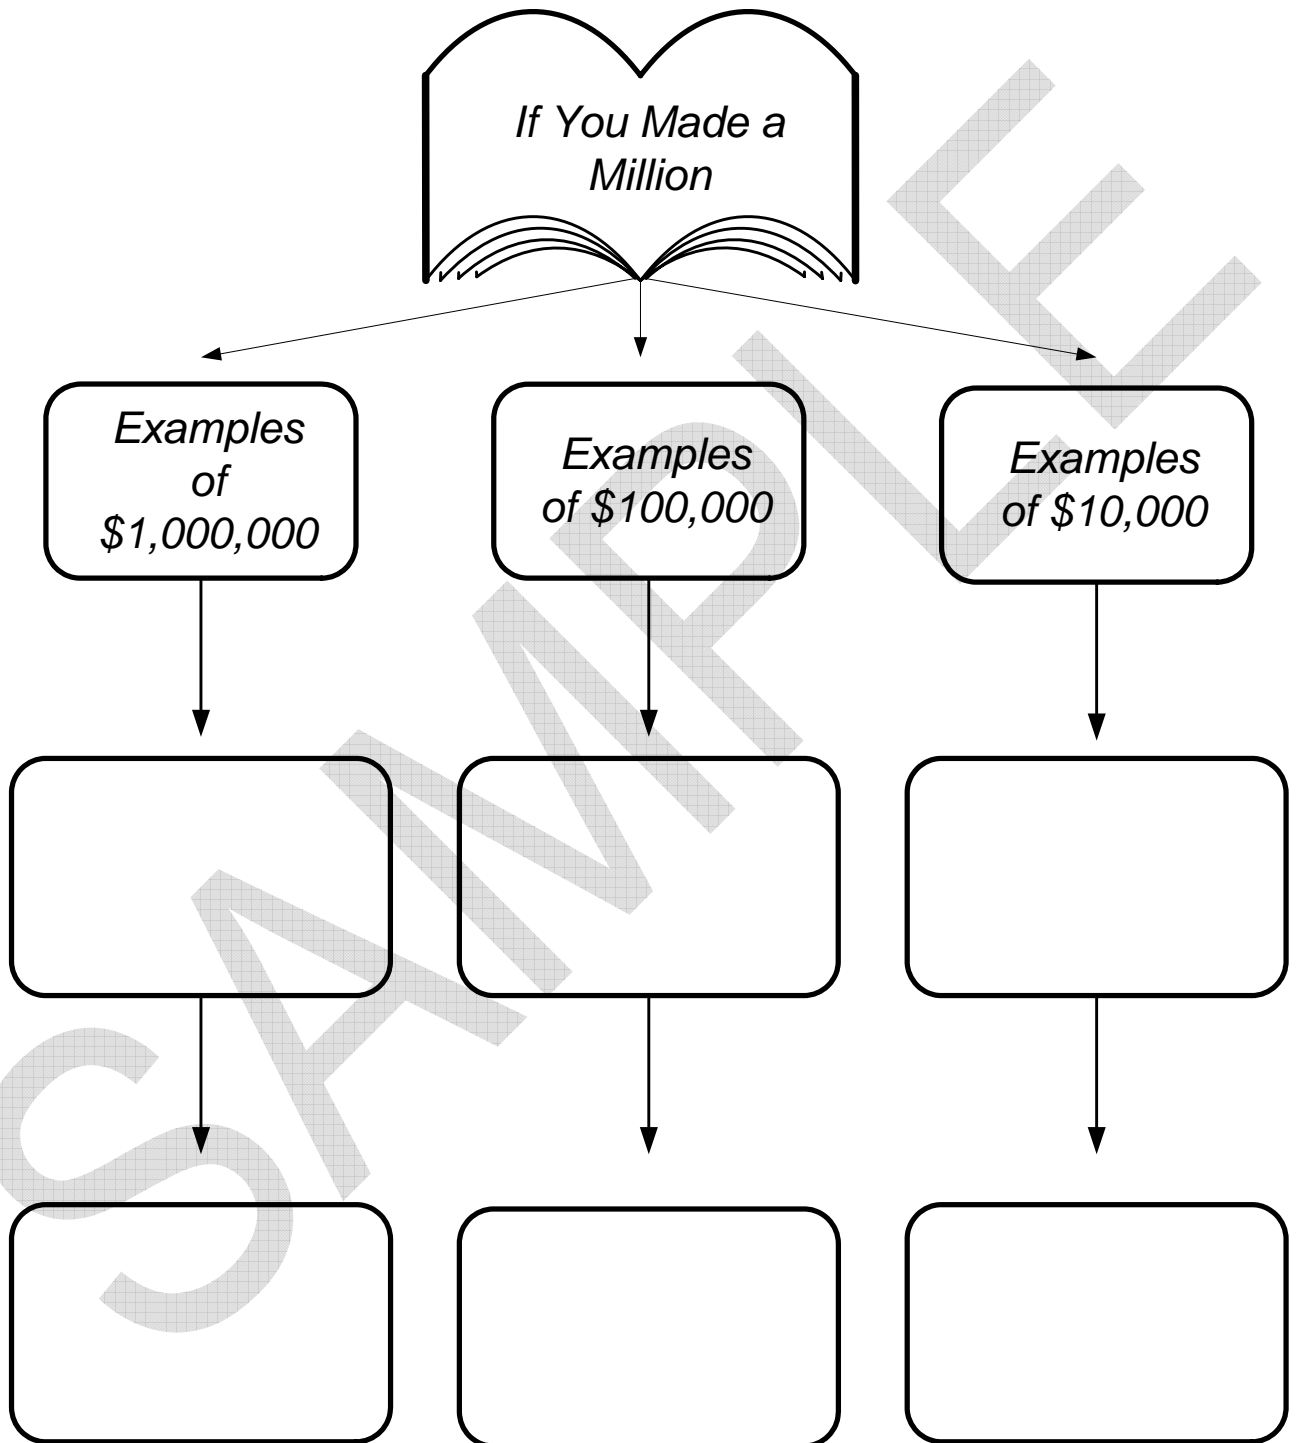 If You Made a
Million
Examples
of
$1,000,000
Examples
of $100,000
Examples
of $10,000
SAMPLE